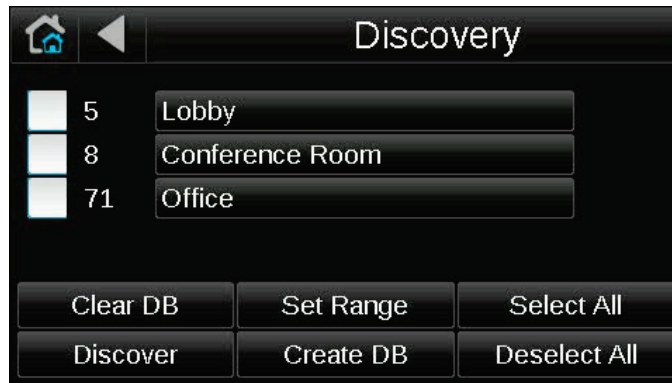 Discovery
5 Lobby
8 Conference Room
71 Office
Clear DB Set Range Select All
Discover Create DB Deselect All